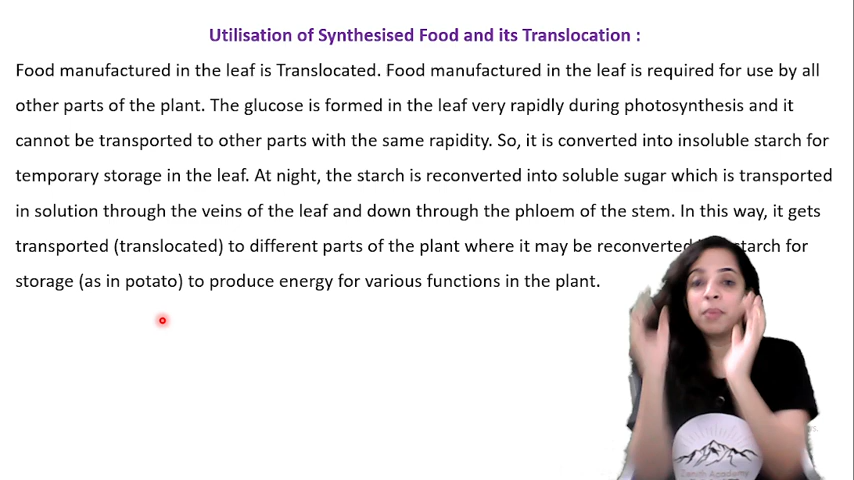 Utilisation of Synthesised Food and its Translocation :
Food manufactured in the leaf is Translocated. Food manufactured in the leaf is required for use by all
other parts of the plant. The glucose is formed in the leaf very rapidly during photosynthesis and it
cannot be transported to other parts with the same rapidity. So, it is converted into insoluble starch for
temporary storage in the leaf. At night, the starch is reconverted into soluble sugar which is transported
in solution through the veins of the leaf and down through the phloem of the stem. In this way, it gets
transported (translocated) to different parts of the plant where it may be reconverted starch for
storage (as in potato) to produce energy for various functions in the plant.
Zenith Academy